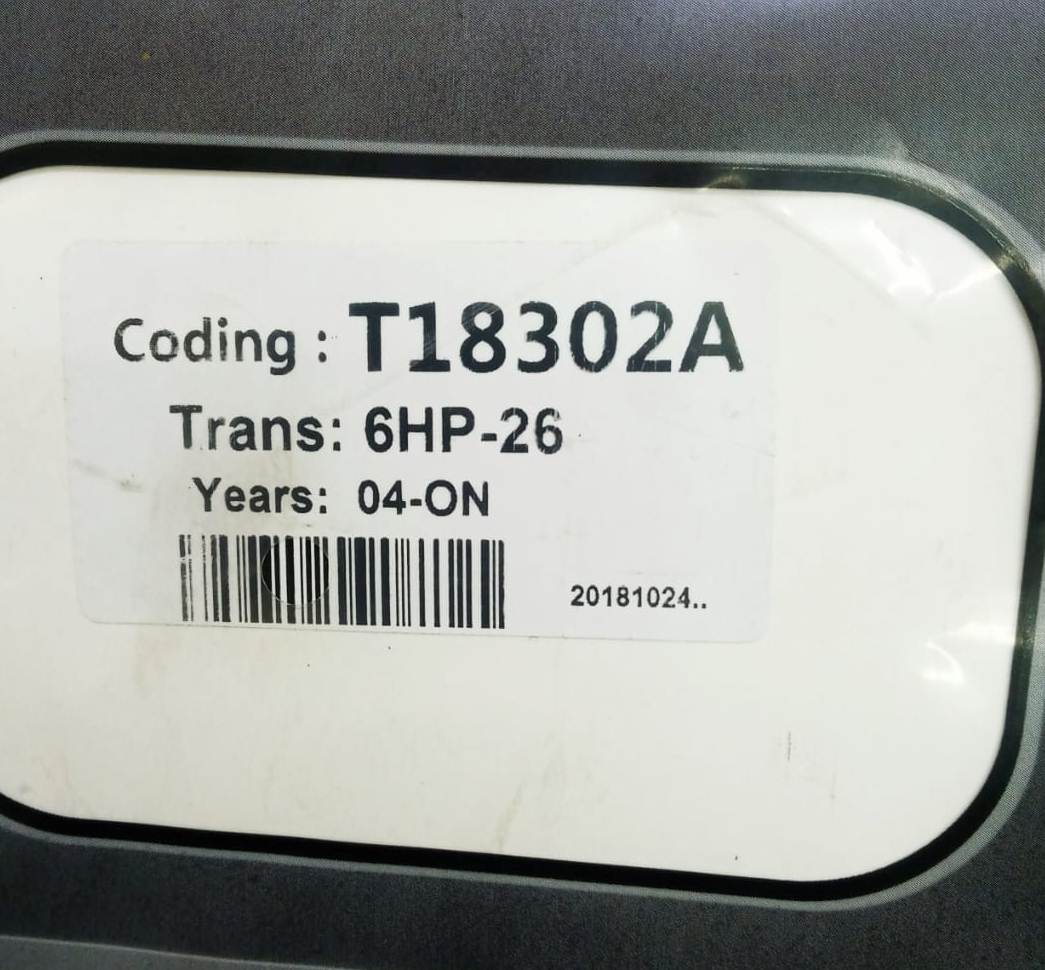 Coding : T18302A
Trans: 6HP-26
Years: 04-ON
20181024..